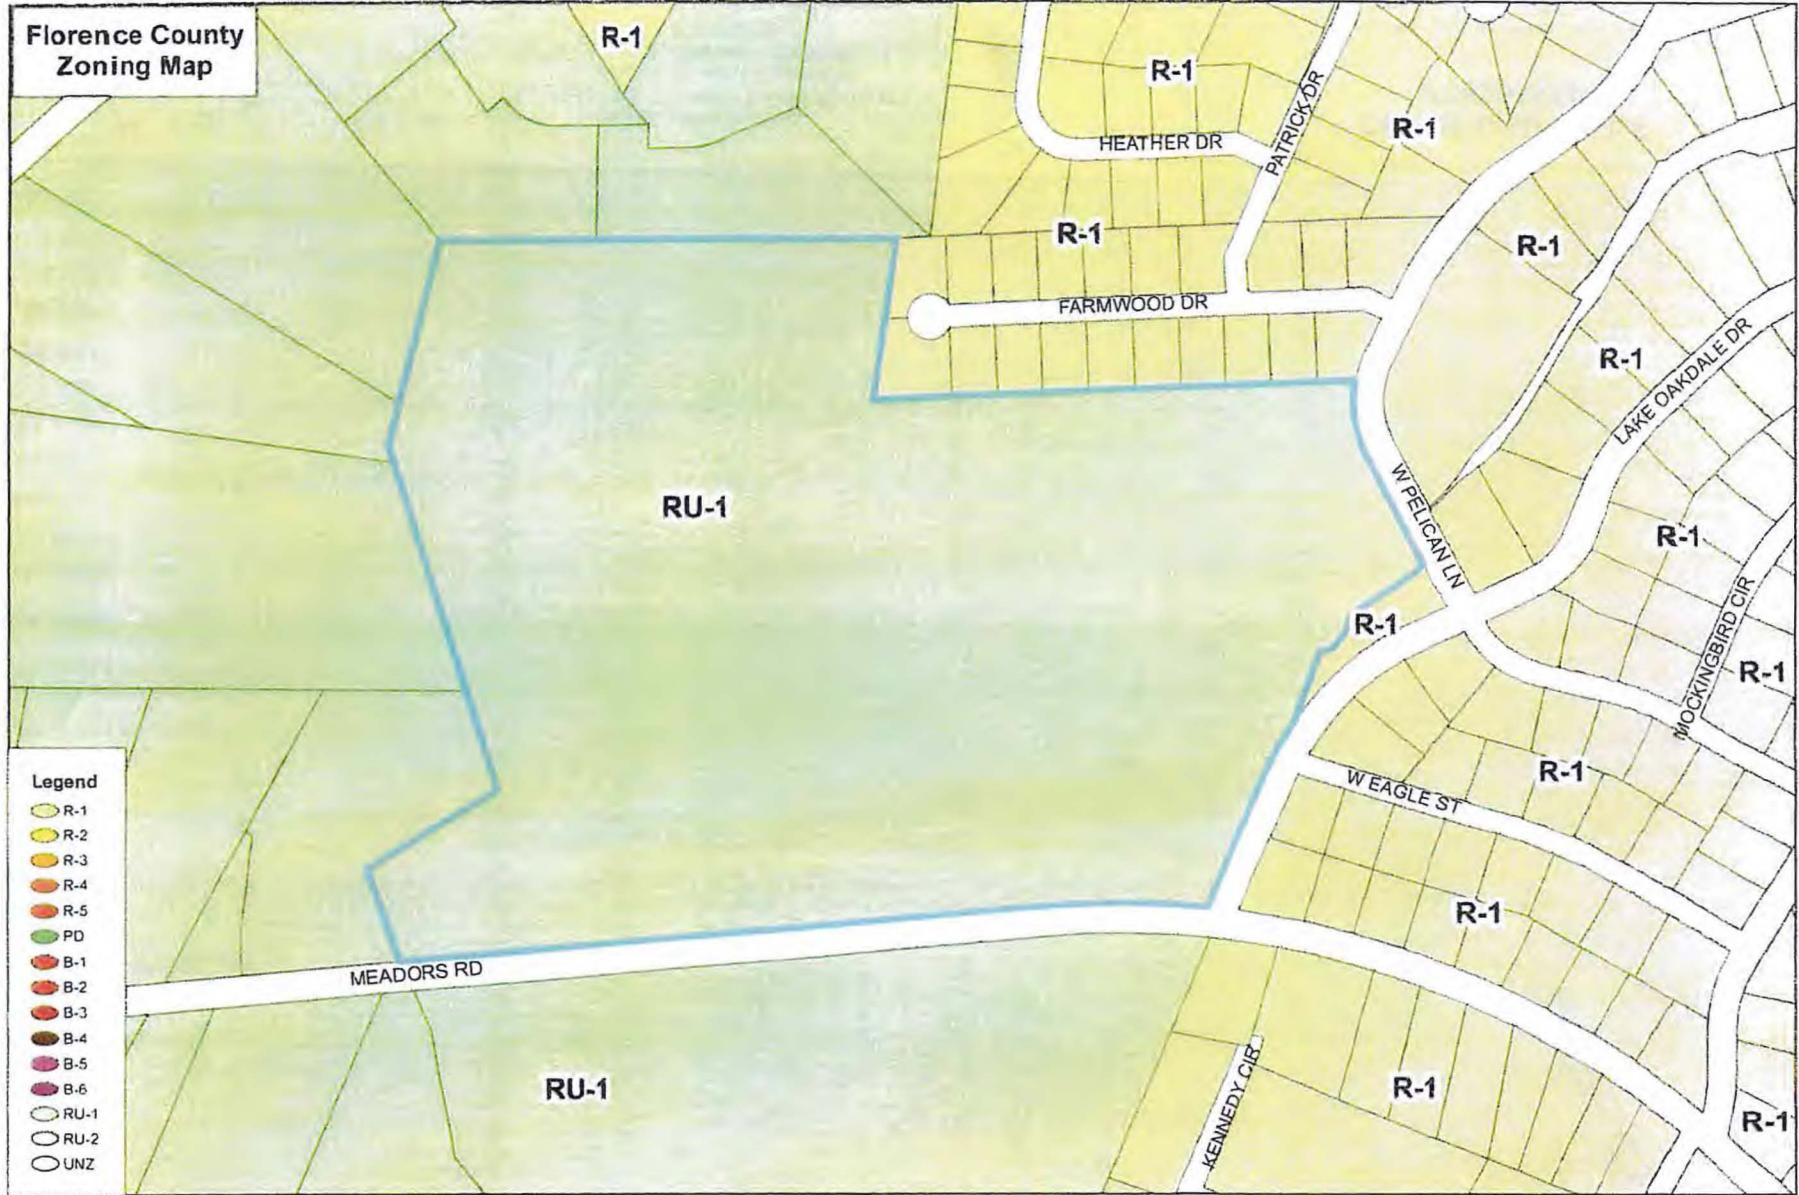 Florence County
Zoning Map
R-1
R-1
R-1
HEATHER DR
PATRICK DR
R-1
R-1
FARMWOOD DR
R-1
LAKE OAKDALE DR
RU-1
W PELICAN LN
R-1
R-1
MOCKINGBIRD CIR
R-1
R-1
W EAGLE ST
R-1
MEADORS RD
RU-1
KENNEDY CIR
R-1
R-1
Legend
R-1
R-2
R-3
R-4
R-5
PD
B-1
B-2
B-3
B-4
B-5
B-6
RU-1
RU-2
UNZ